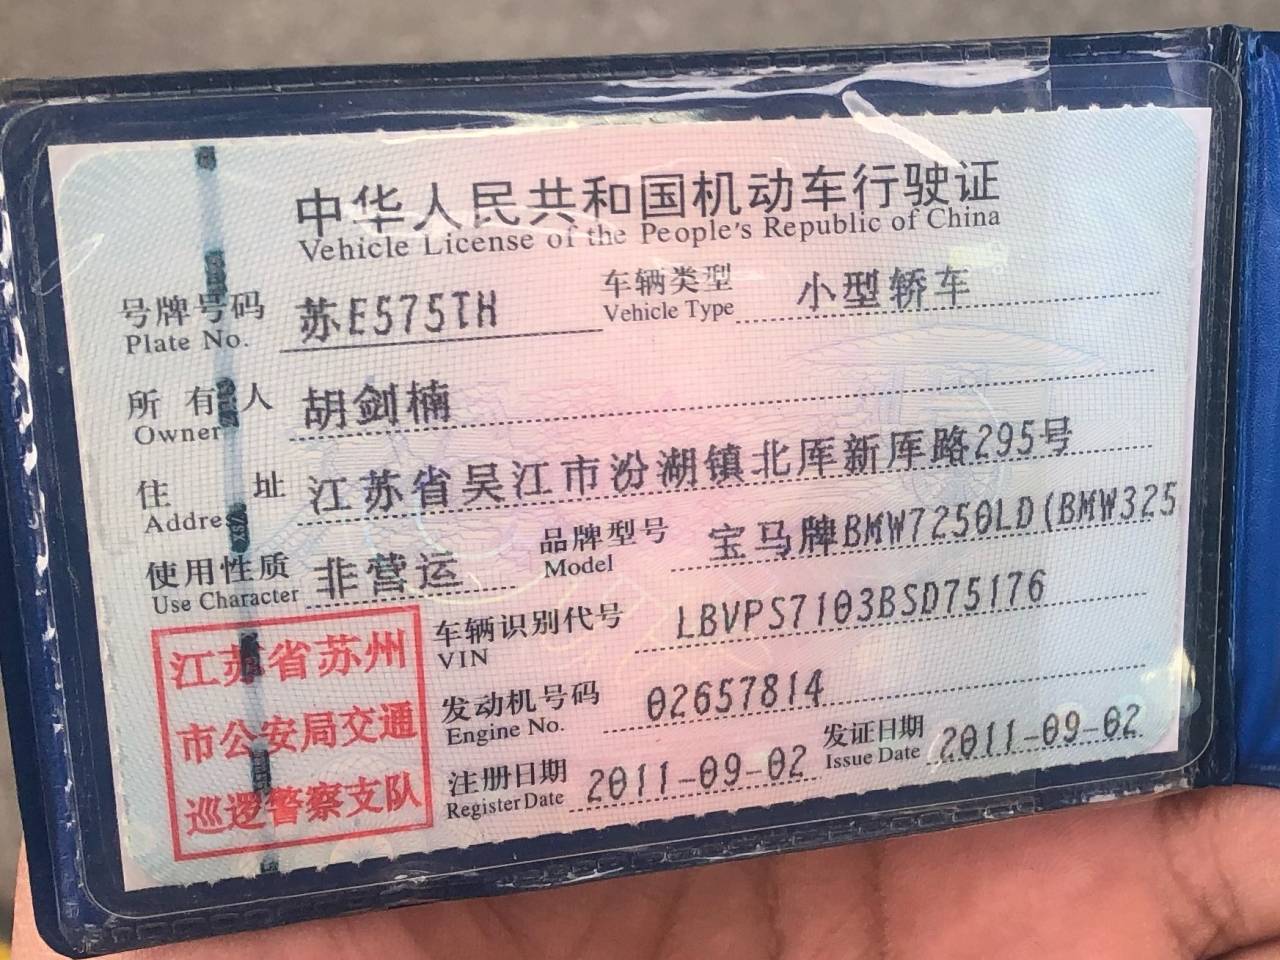 中华人民共和国机动车行驶证
Vehicle License of the People's Republic of China
号牌号码 苏E575TH 车辆类型 小型轿车
Plate No. Vehicle Type
所有人 胡剑楠
Owner
住址 江苏省吴江市汾湖镇北厍新厍路295号
Address
使用性质 非营运 品牌型号 宝马牌BMW7250LD(BMW325
Use Character Model
江苏省苏州
市公安局交通
巡逻警察支队
车辆识别代号 LBVPS7103BSD75176
VIN
发动机号码 02657814
Engine No.
注册日期 2011-09-02 发证日期 2011-09-02
Register Date Issue Date